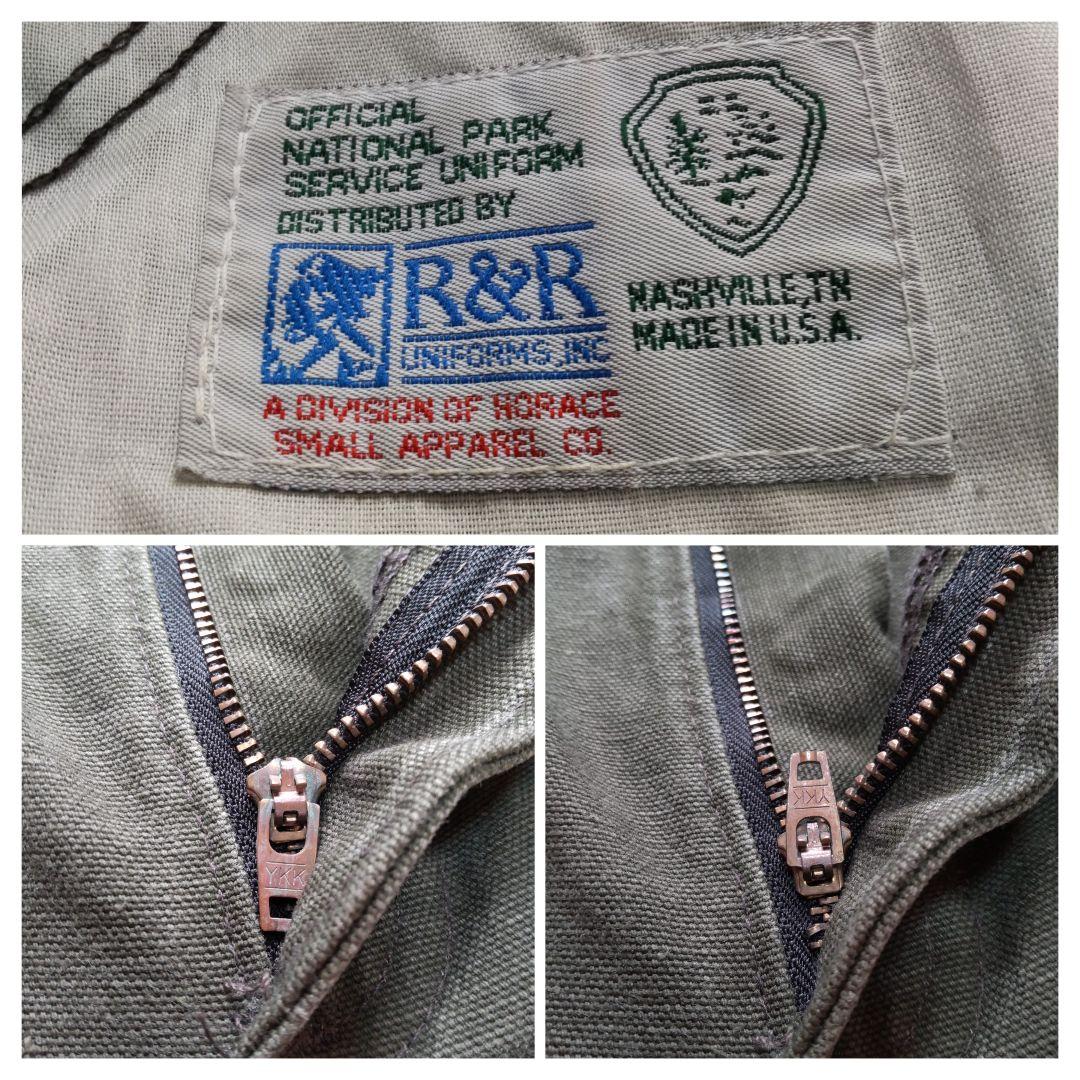 OFFICIAL
NATIONAL PARK
SERVICE UNIFORM
DISTRIBUTED BY
R&R
UNIFORMS, INC
A DIVISION OF HORACE
SMALL APPAREL CO.
NASHVILLE, TN
MADE IN U.S.A.
YKK
YKK